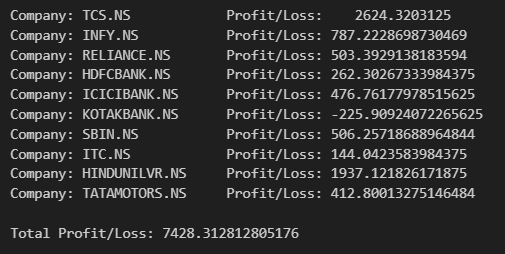 Company: TCS.NS Profit/Loss: 2624.3203125
Company: INFY.NS Profit/Loss: 787.2228698730469
Company: RELIANCE.NS Profit/Loss: 503.3929138183594
Company: HDFCBANK.NS Profit/Loss: 262.30267333984375
Company: ICICIBANK.NS Profit/Loss: 476.76177978515625
Company: KOTAKBANK.NS Profit/Loss: -225.90924072265625
Company: SBIN.NS Profit/Loss: 506.25718688964844
Company: ITC.NS Profit/Loss: 144.0423583984375
Company: HINDUNILVR.NS Profit/Loss: 1937.121826171875
Company: TATAMOTORS.NS Profit/Loss: 412.80013275146484
Total Profit/Loss: 7428.312812805176